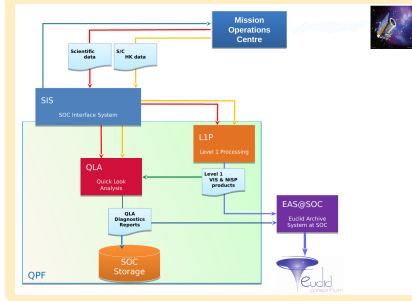 Mission
Operations
Centre
Scientific
data
S/C
HK data
SIS
SOC Interface System
L1P
Level 1 Processing
QLA
Quick Look
Analysis
Level 1
VIS & NISP
products
EAS@SOC
Euclid Archive
System at SOC
QLA
Diagnostics
Reports
SOC
Storage
QPF
euclid
consortium